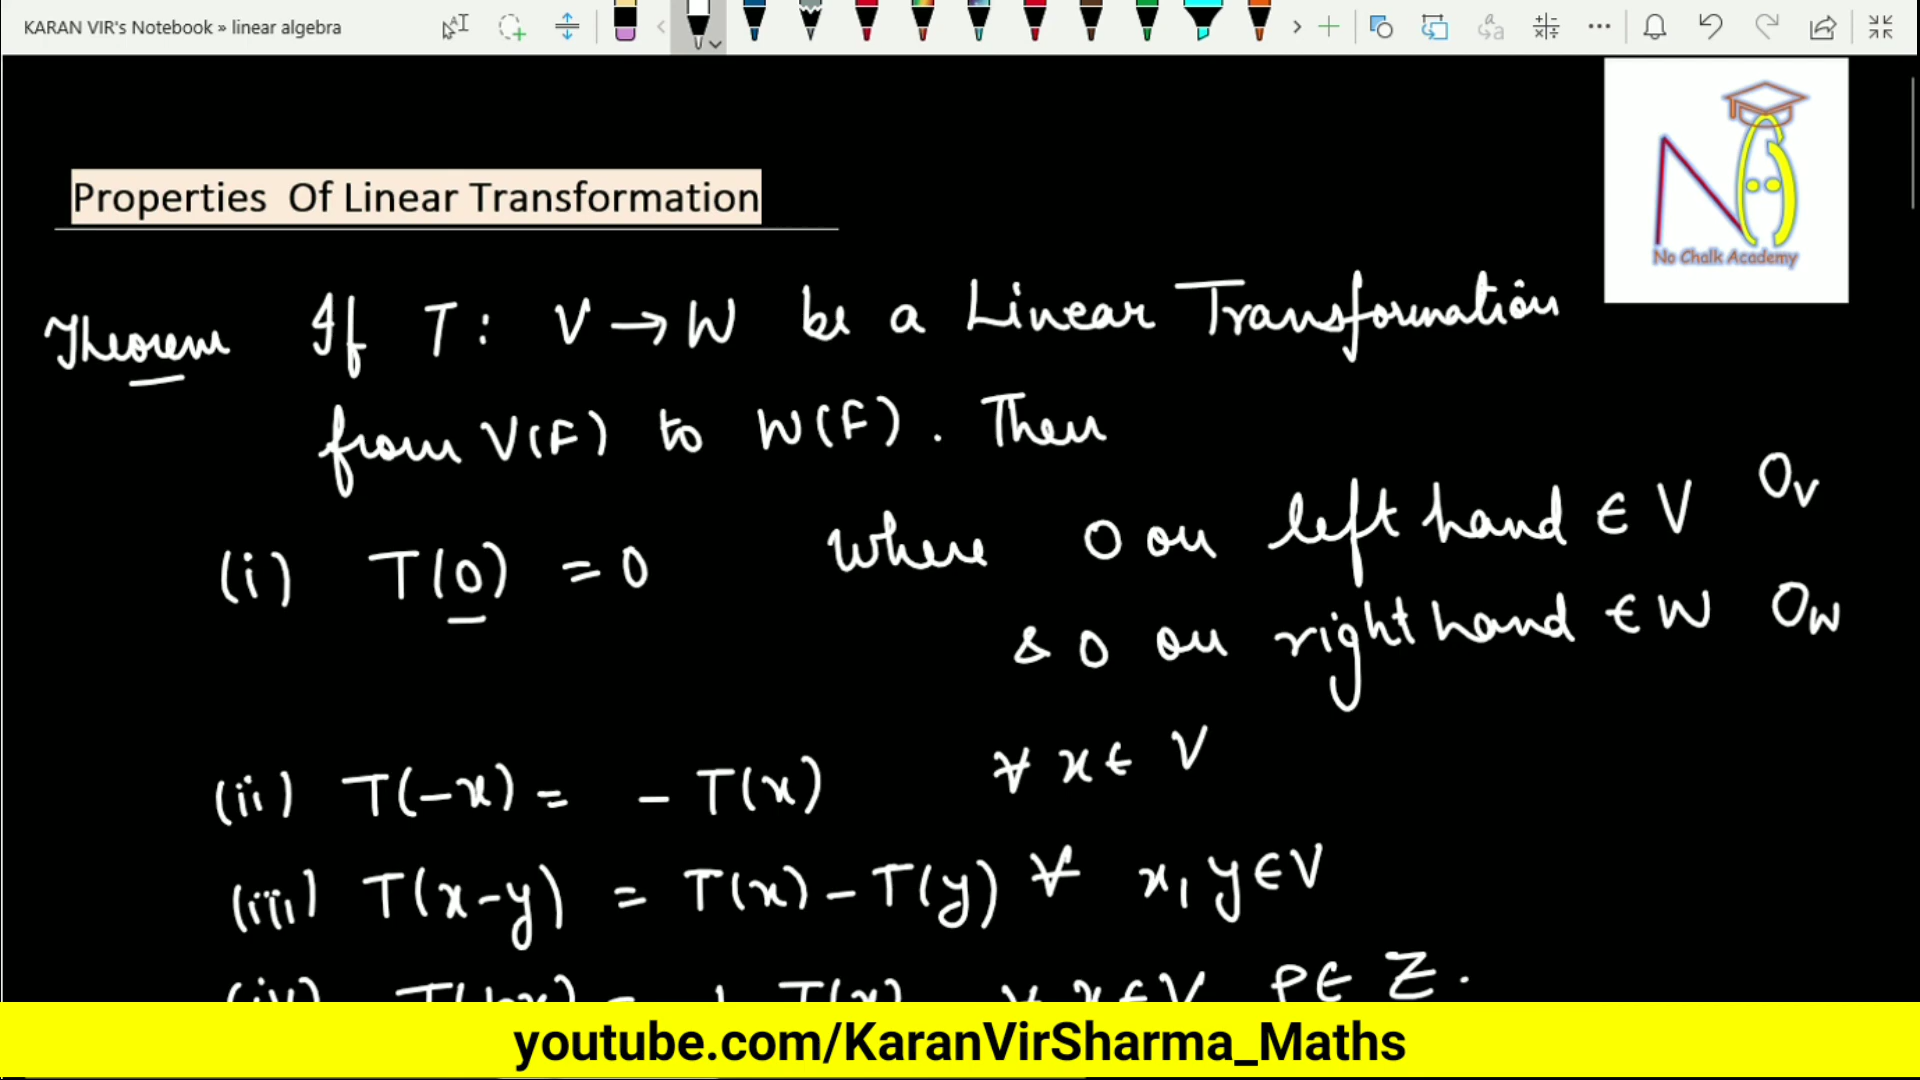 KARAN VIR's Notebook » linear algebra
No Chalk Academy
Properties Of Linear Transformation
Theorem If T: V → W be a Linear Transformation
from V(F) to W(F). Then
(i) T(0) = 0 where 0 on left hand ∈ V 0v
& 0 on right hand ∈ W 0w
(ii) T(-x) = - T(x) ∀ x ∈ V
(iii) T(x-y) = T(x) - T(y) ∀ x, y ∈ V
(iv) T(px) = p T(x) ∀ x ∈ V p ∈ Z.
youtube.com/KaranVirSharma_Maths